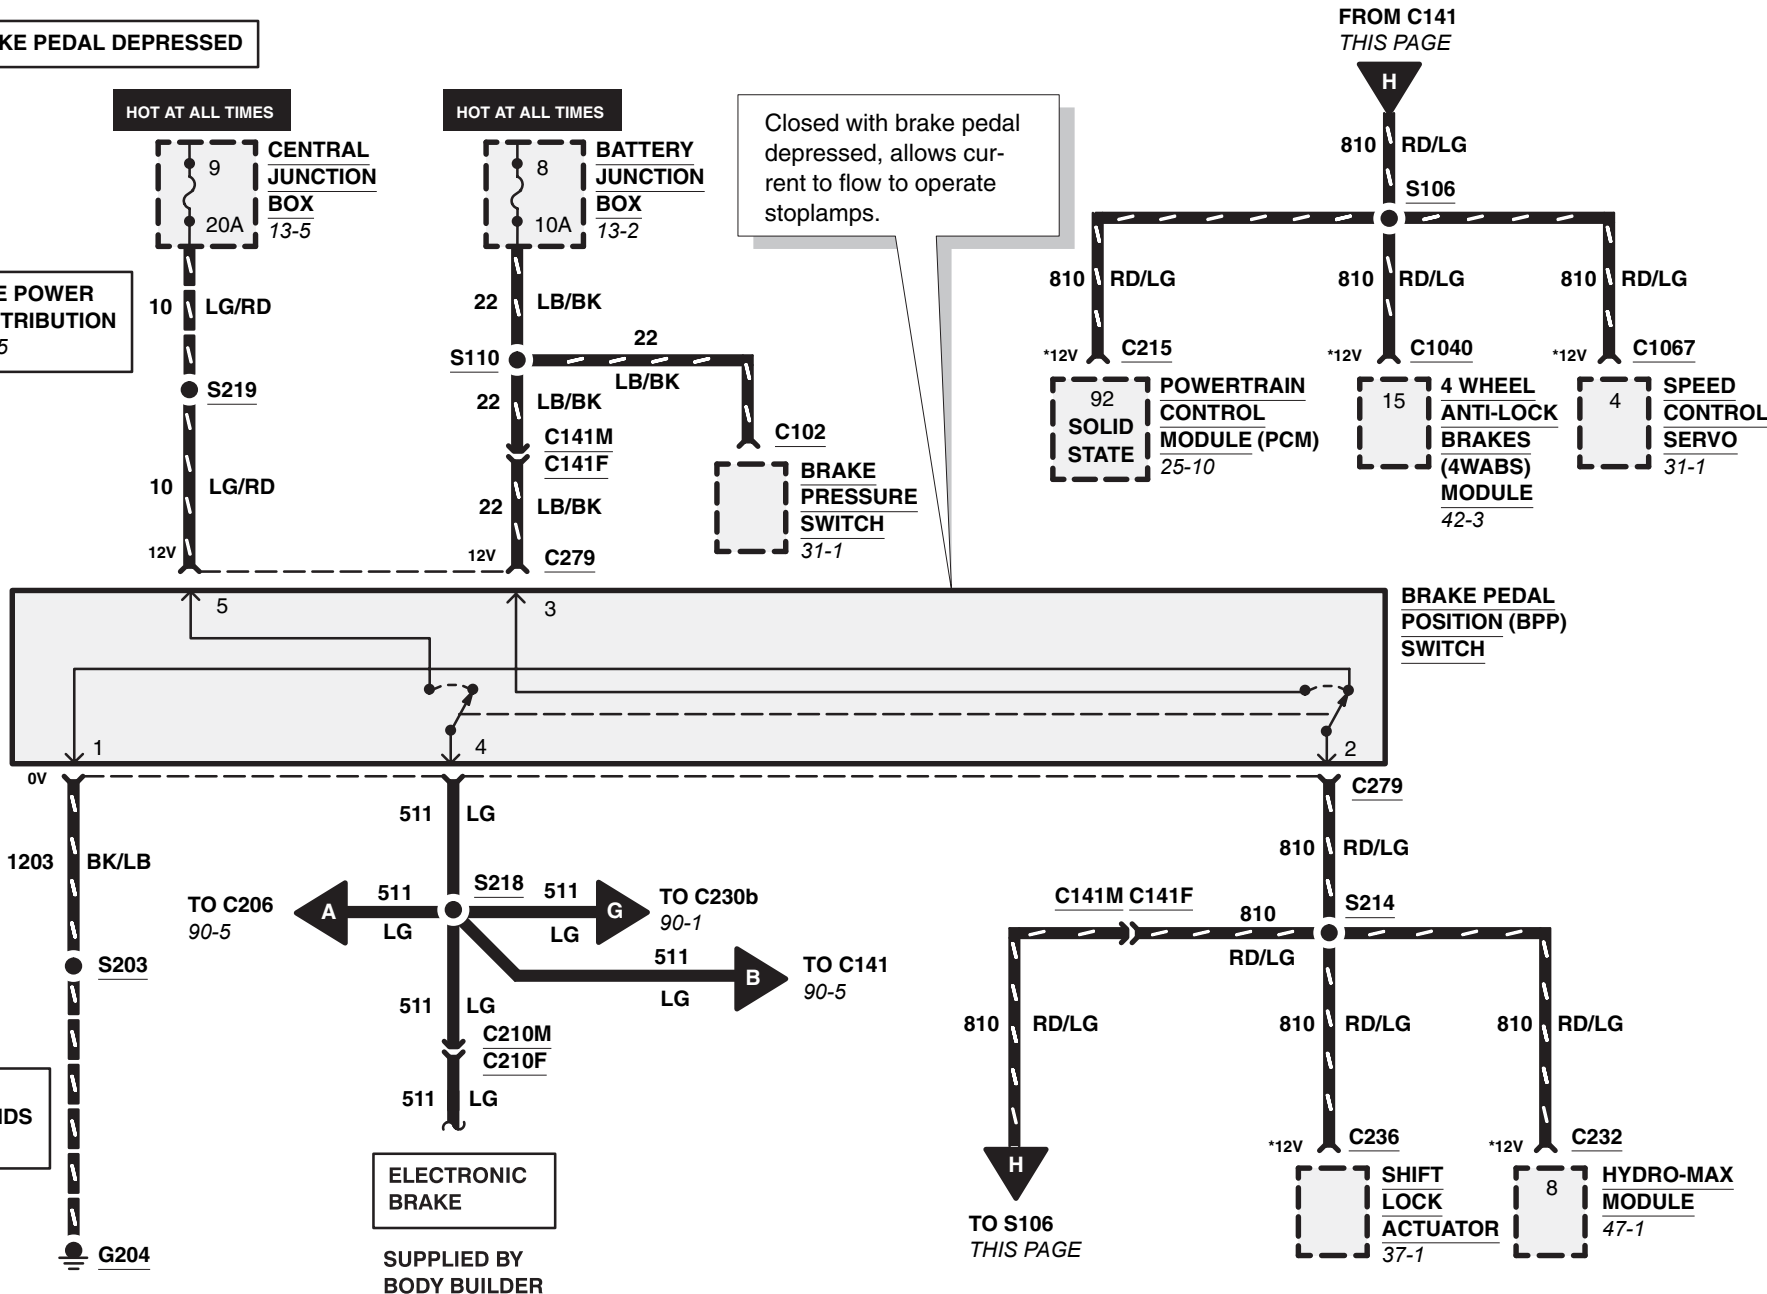 KE PEDAL DEPRESSED
HOT AT ALL TIMES
9
20A
CENTRAL
JUNCTION
BOX
13-5
HOT AT ALL TIMES
8
10A
BATTERY
JUNCTION
BOX
13-2
Closed with brake pedal
depressed, allows cur-
rent to flow to operate
stoplamps.
FROM C141
THIS PAGE
H
810 RD/LG
S106
810 RD/LG
810 RD/LG
810 RD/LG
*12V C215
92
SOLID
STATE
POWERTRAIN
CONTROL
MODULE (PCM)
25-10
*12V C1040
15
4 WHEEL
ANTI-LOCK
BRAKES
(4WABS)
MODULE
42-3
*12V C1067
4
SPEED
CONTROL
SERVO
31-1
E POWER
TRIBUTION
5
10 LG/RD
S219
10 LG/RD
12V
22 LB/BK
S110
22
LB/BK
22 LB/BK
C141M
C141F
22 LB/BK
12V C279
C102
BRAKE
PRESSURE
SWITCH
31-1
BRAKE PEDAL
POSITION (BPP)
SWITCH
5
3
1
4
2
0V
1203 BK/LB
S203
NDS
G204
511 LG
S218
TO C206
90-5
A
511
LG
511
LG
G
TO C230b
90-1
511
LG
B
TO C141
90-5
511 LG
C210M
C210F
511 LG
ELECTRONIC
BRAKE
SUPPLIED BY
BODY BUILDER
C279
810 RD/LG
S214
C141M C141F
810
RD/LG
810 RD/LG
810 RD/LG
810 RD/LG
H
TO S106
THIS PAGE
*12V C236
SHIFT
LOCK
ACTUATOR
37-1
*12V C232
8
HYDRO-MAX
MODULE
47-1